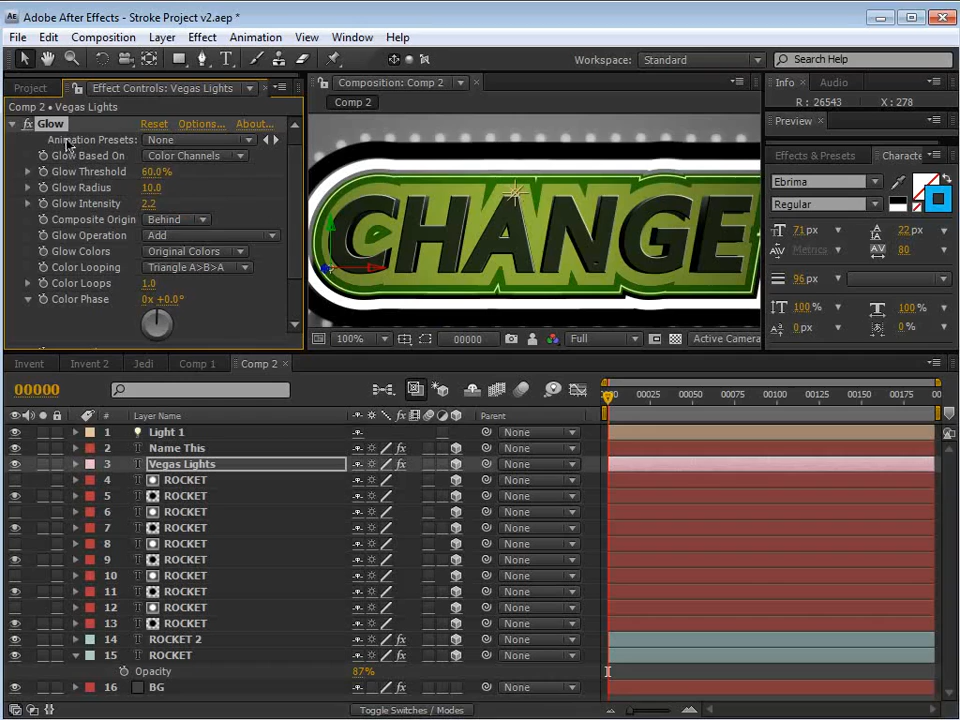 Adobe After Effects - Stroke Project v2.aep *
File Edit Composition Layer Effect Animation View Window Help
Workspace: Standard Search Help
Project Effect Controls: Vegas Lights
Composition: Comp 2
Info Audio
Comp 2 • Vegas Lights
Comp 2
R : 26543 X : 278
fx Glow Reset Options... About...
Preview
Animation Presets: None
Glow Based On Color Channels
Effects & Presets Characte
Glow Threshold 60.0%
Glow Radius 10.0
Ebrima
Glow Intensity 2.2
Regular
Composite Origin Behind
71 px 22 px
Glow Operation Add
Metrics 80
Glow Colors Original Colors
CHANGE
Color Looping Triangle A>B>A
96 px
Color Loops 1.0
100 % 100 %
Color Phase 0x +0.0°
0 px 0 %
100% 00000 Full Active Camera
Invent Invent 2 Jedi Comp 1 Comp 2
00000
00025 00050 00075 00100 00125 00150 00175 00
# Layer Name Parent
1 Light 1 None
2 Name This None
3 Vegas Lights None
4 ROCKET None
5 ROCKET None
6 ROCKET None
7 ROCKET None
8 ROCKET None
9 ROCKET None
10 ROCKET None
11 ROCKET None
12 ROCKET None
13 ROCKET None
14 ROCKET 2 None
15 ROCKET None
Opacity 87%
16 BG None
Toggle Switches / Modes